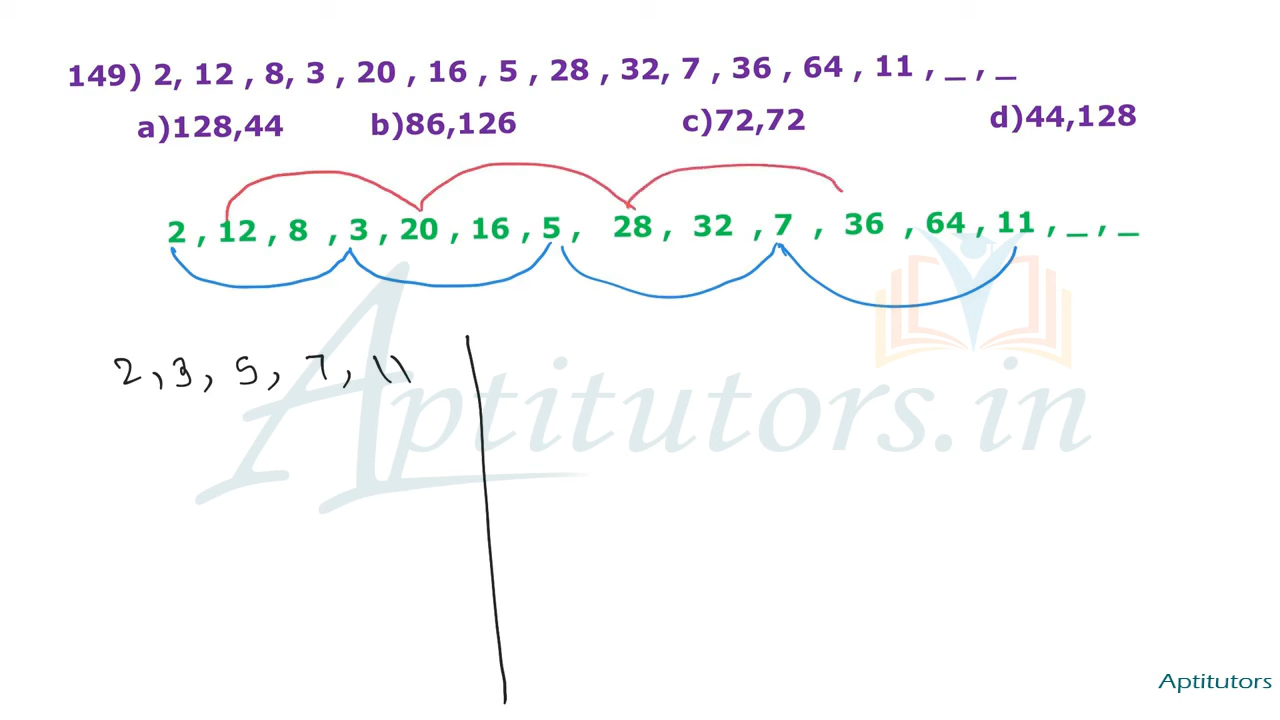 149) 2, 12 , 8, 3 , 20 , 16 , 5 , 28 , 32, 7 , 36 , 64 , 11 , _ , _
a)128,44 b)86,126 c)72,72 d)44,128
2 , 12 , 8 , 3 , 20 , 16 , 5 , 28 , 32 , 7 , 36 , 64 , 11 , _ , _
2 , 3 , 5 , 7 , 11
Aptitutors.in
Aptitutors